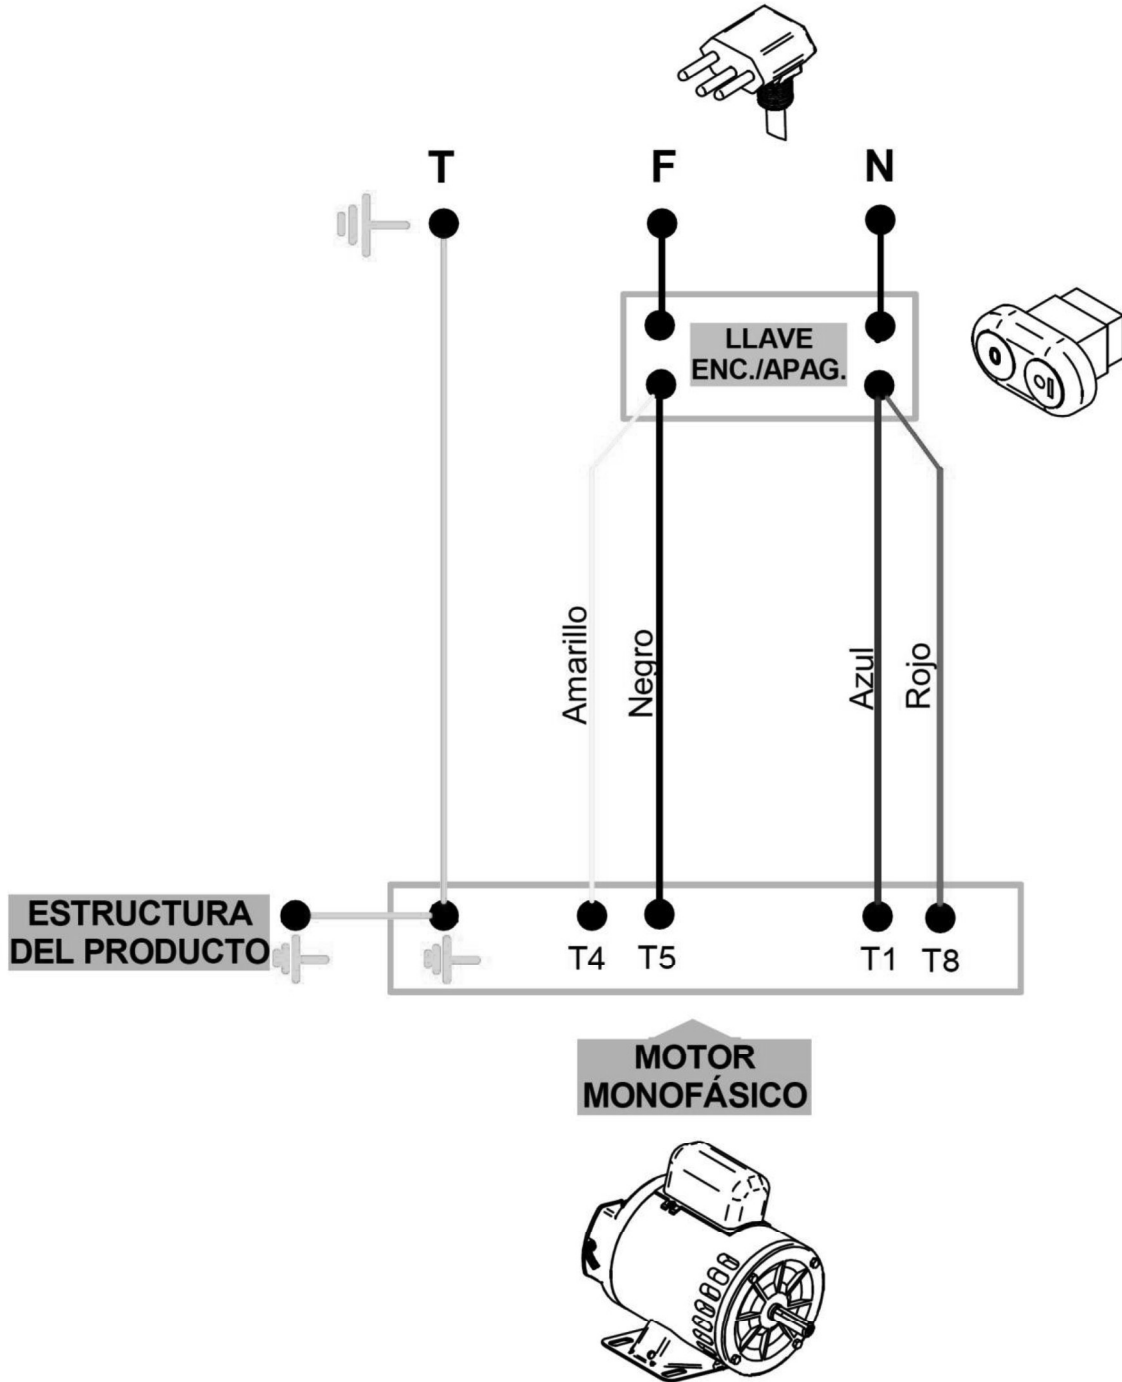 T
F
N
LLAVE
ENC./APAG.
Amarillo
Negro
Azul
Rojo
ESTRUCTURA
DEL PRODUCTO
T4
T5
T1
T8
MOTOR
MONOFÁSICO